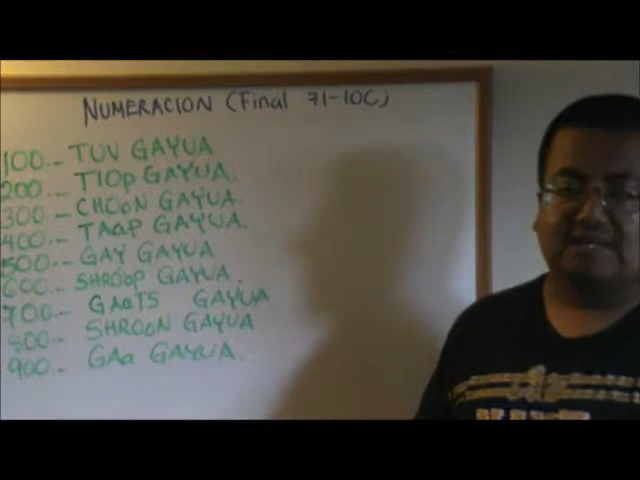 NUMERACION (Final 71-100)
100.- TUV GAYUA
200.- TIOP GAYUA.
300.- CHOON GAYUA.
400.- TAAP GAYUA.
500.- GAY GAYUA
600.- SHROOP GAYUA.
700.- GAATS GAYUA
800.- SHROON GAYUA
900.- GAA GAYUA.